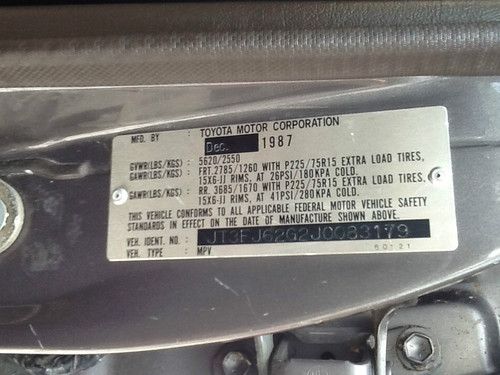 MFD. BY : TOYOTA MOTOR CORPORATION
Dec. 1987
GVWR(LBS/KGS) : 5620/2550
GAWR(LBS/KGS) : FRT. 2785/1260 WITH P225/75R15 EXTRA LOAD TIRES,
15X6-JJ RIMS, AT 26PSI/180KPA COLD.
GAWR(LBS/KGS) : RR. 3685/1670 WITH P225/75R15 EXTRA LOAD TIRES,
15X6-JJ RIMS, AT 41PSI/280KPA COLD.
THIS VEHICLE CONFORMS TO ALL APPLICABLE FEDERAL MOTOR VEHICLE SAFETY
STANDARDS IN EFFECT ON THE DATE OF MANUFACTURE SHOWN ABOVE.
VEH. IDENT. NO. : JT3FJ62G2J0083179
VEH. TYPE : MPV 60121